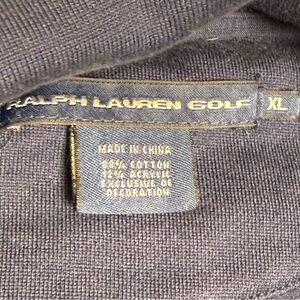 RALPH LAUREN GOLF
XL
MADE IN CHINA
88% COTTON
12% ACRYLIC
EXCLUSIVE OF
DECORATION